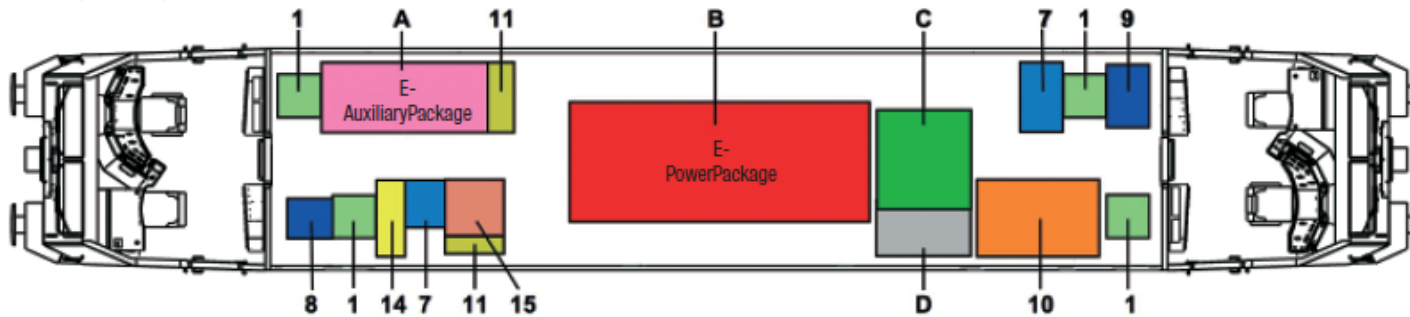 1 A 11 B C 7 1 9
E-
AuxiliaryPackage
E-
PowerPackage
8 1 14 7 11 15 D 10 1